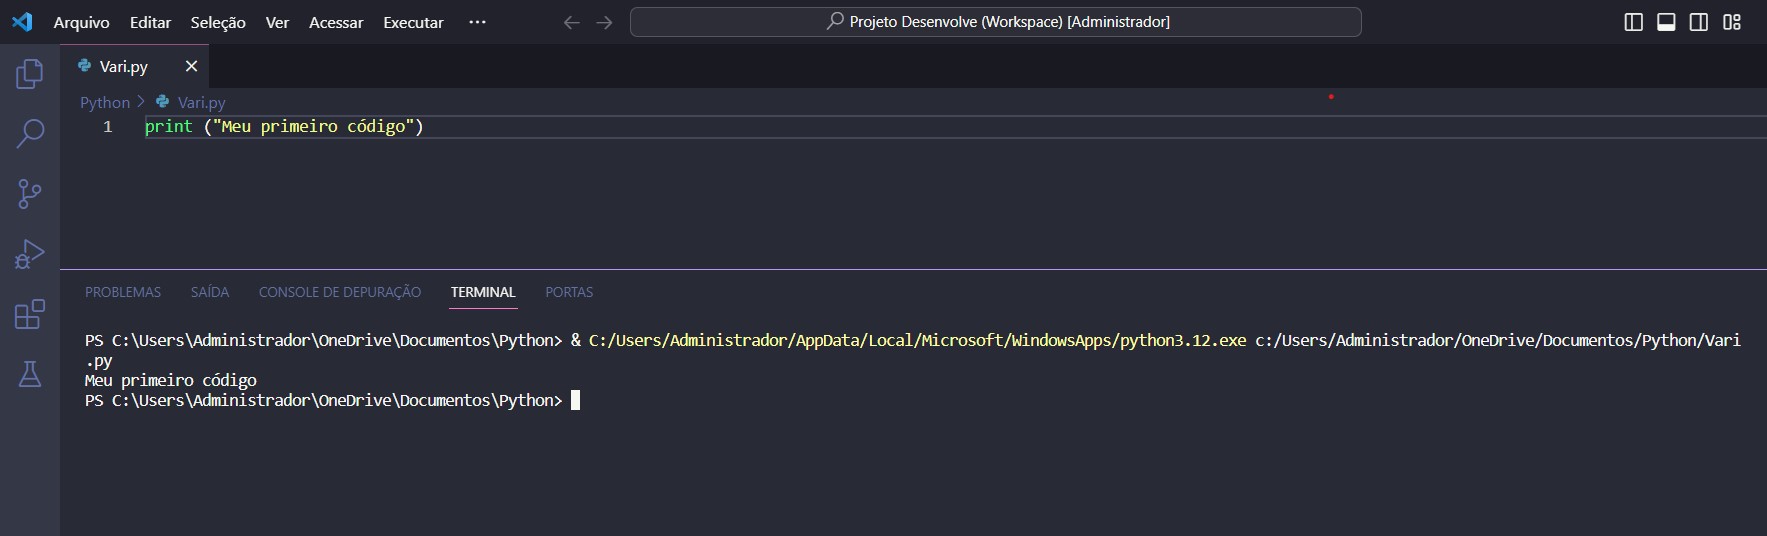 Arquivo Editar Seleção Ver Acessar Executar ··· Projeto Desenvolve (Workspace) [Administrador]
Vari.py
Python > Vari.py
1 print ("Meu primeiro código")
PROBLEMAS SAÍDA CONSOLE DE DEPURAÇÃO TERMINAL PORTAS
PS C:\Users\Administrador\OneDrive\Documentos\Python> & C:/Users/Administrador/AppData/Local/Microsoft/WindowsApps/python3.12.exe c:/Users/Administrador/OneDrive/Documentos/Python/Vari
.py
Meu primeiro código
PS C:\Users\Administrador\OneDrive\Documentos\Python>